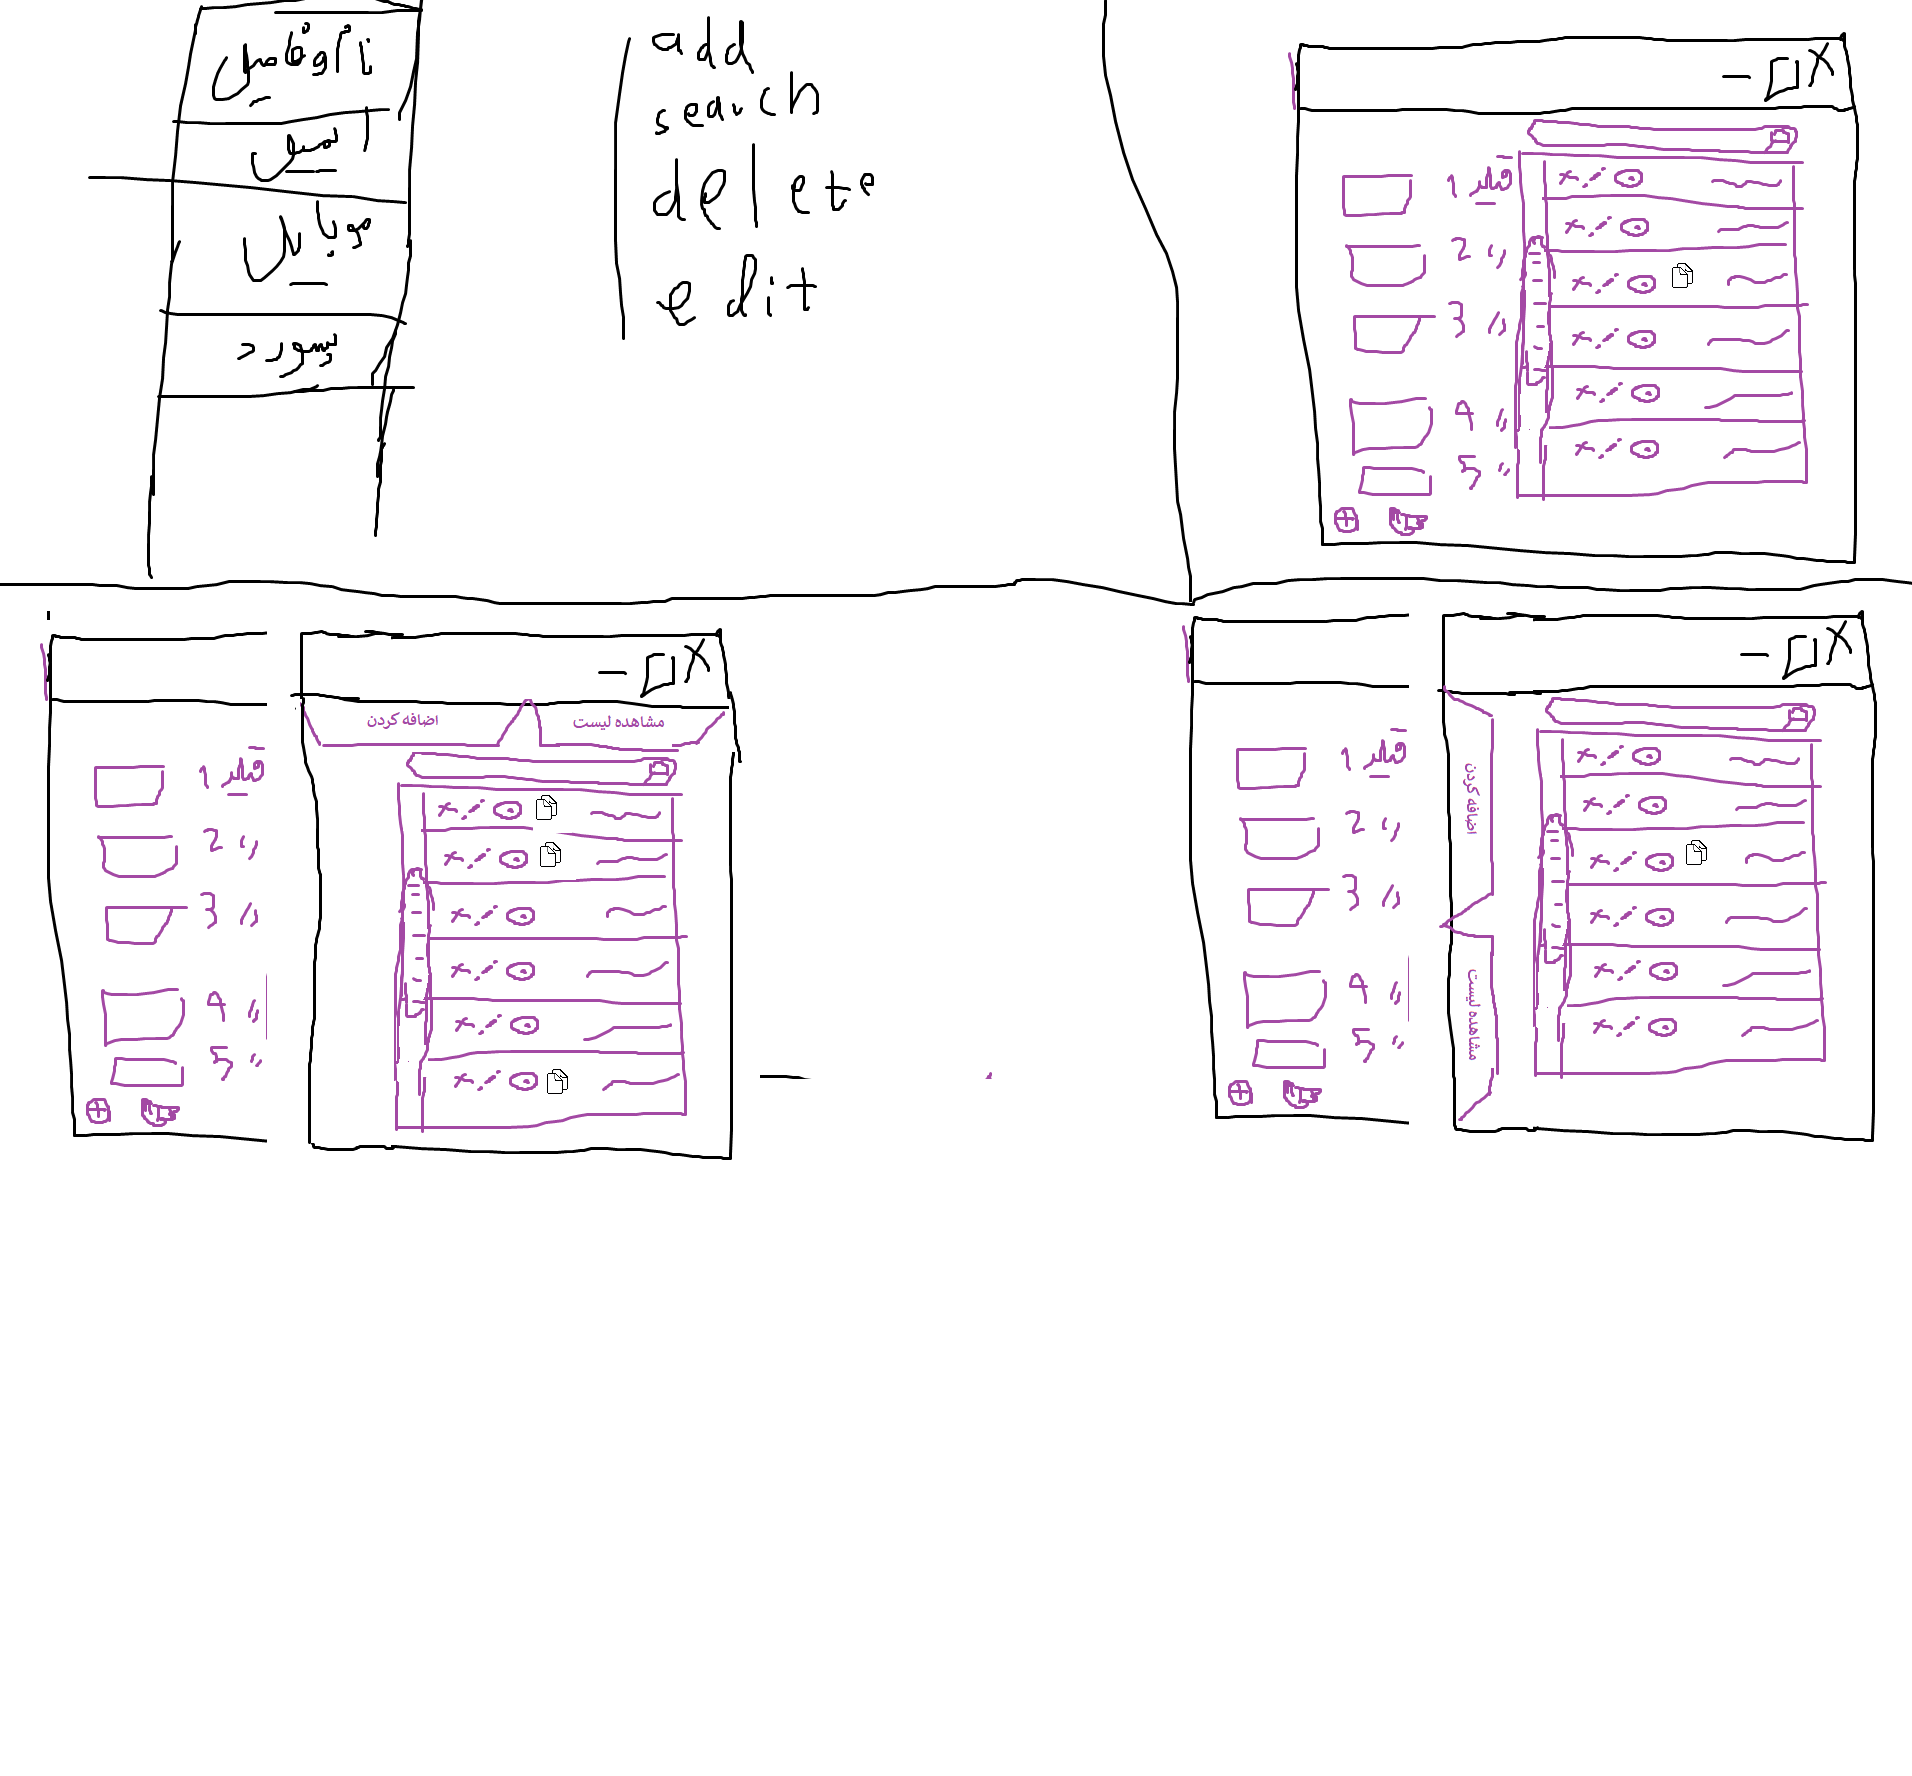 نام و فامیل
ایمیل
موبایل
پسورد
add
search
delete
edit
فیلد 1
2 〃
3 〃
4 〃
5 〃
اضافه کردن
مشاهده لیست
فیلد 1
2 〃
3 〃
4 〃
5 〃
فیلد 1
2 〃
3 〃
4 〃
5 〃
اضافه کردن
مشاهده لیست